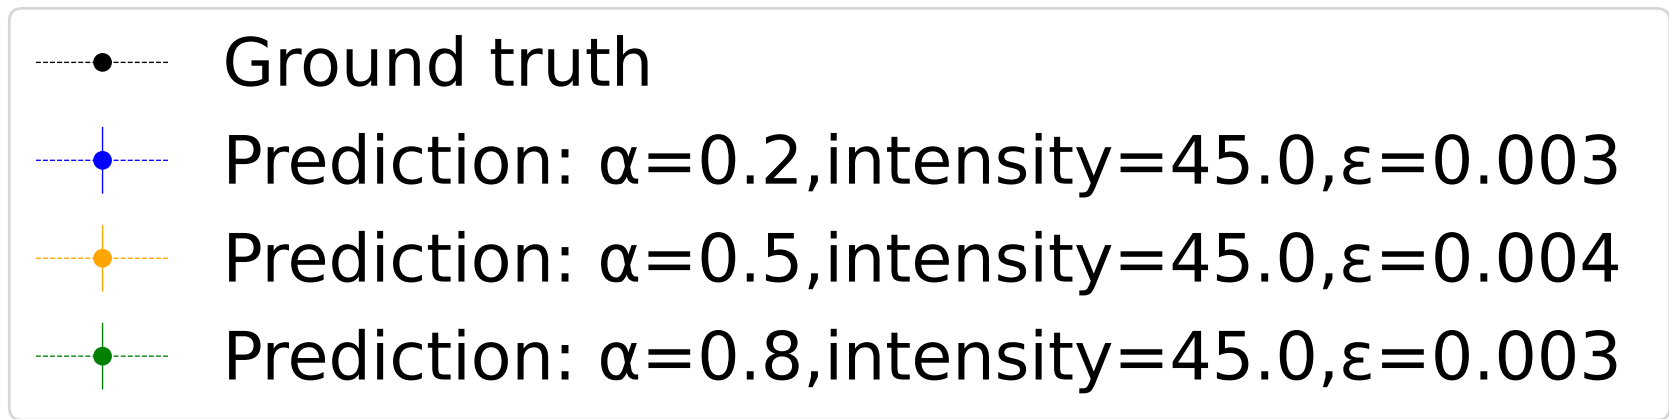 Ground truth
Prediction: α=0.2,intensity=45.0,ε=0.003
Prediction: α=0.5,intensity=45.0,ε=0.004
Prediction: α=0.8,intensity=45.0,ε=0.003